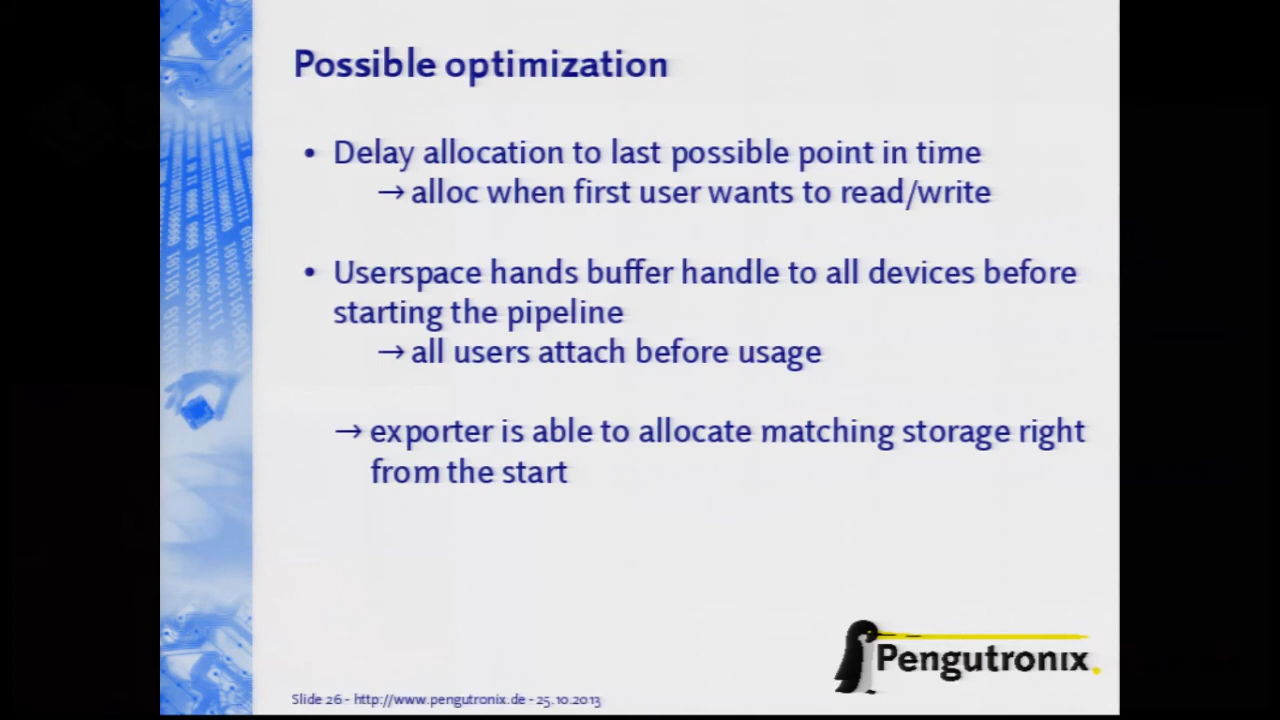 Possible optimization
• Delay allocation to last possible point in time
→ alloc when first user wants to read/write
• Userspace hands buffer handle to all devices before
starting the pipeline
→ all users attach before usage
→ exporter is able to allocate matching storage right
from the start
Pengutronix
Slide 26 - http://www.pengutronix.de - 25.10.2013